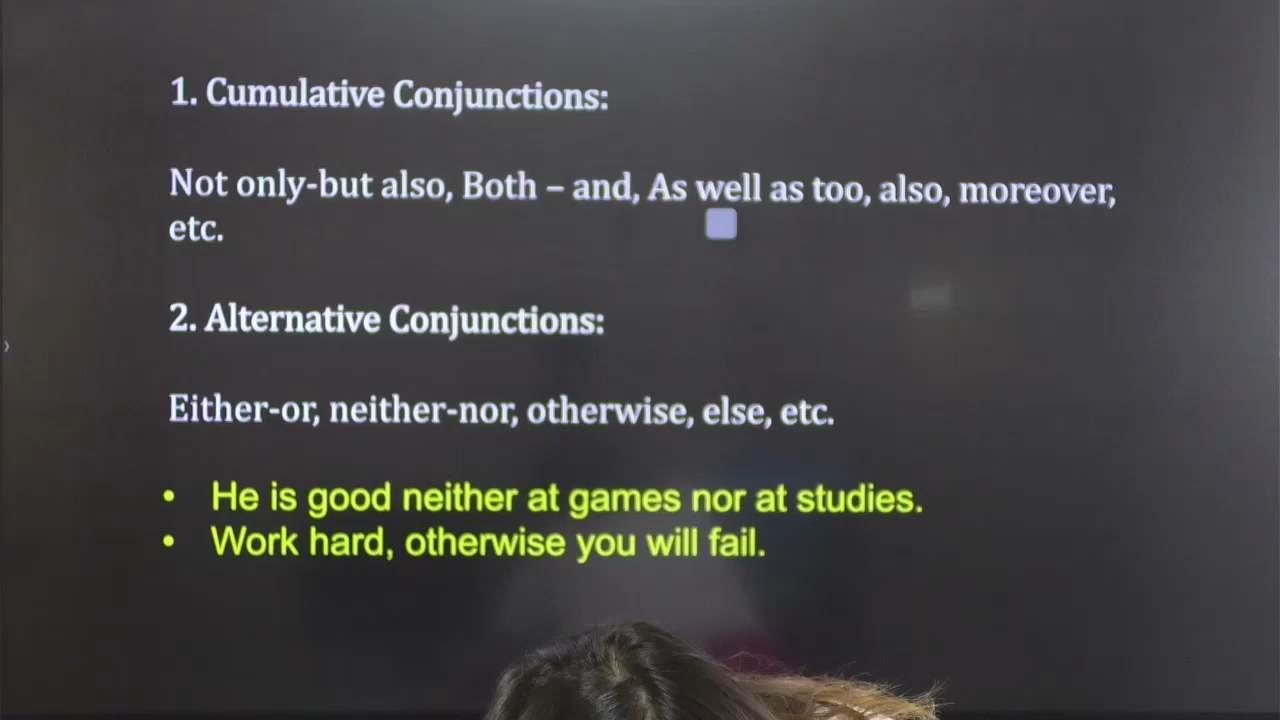 1. Cumulative Conjunctions:
Not only-but also, Both – and, As well as too, also, moreover,
etc.
2. Alternative Conjunctions:
Either-or, neither-nor, otherwise, else, etc.
• He is good neither at games nor at studies.
• Work hard, otherwise you will fail.